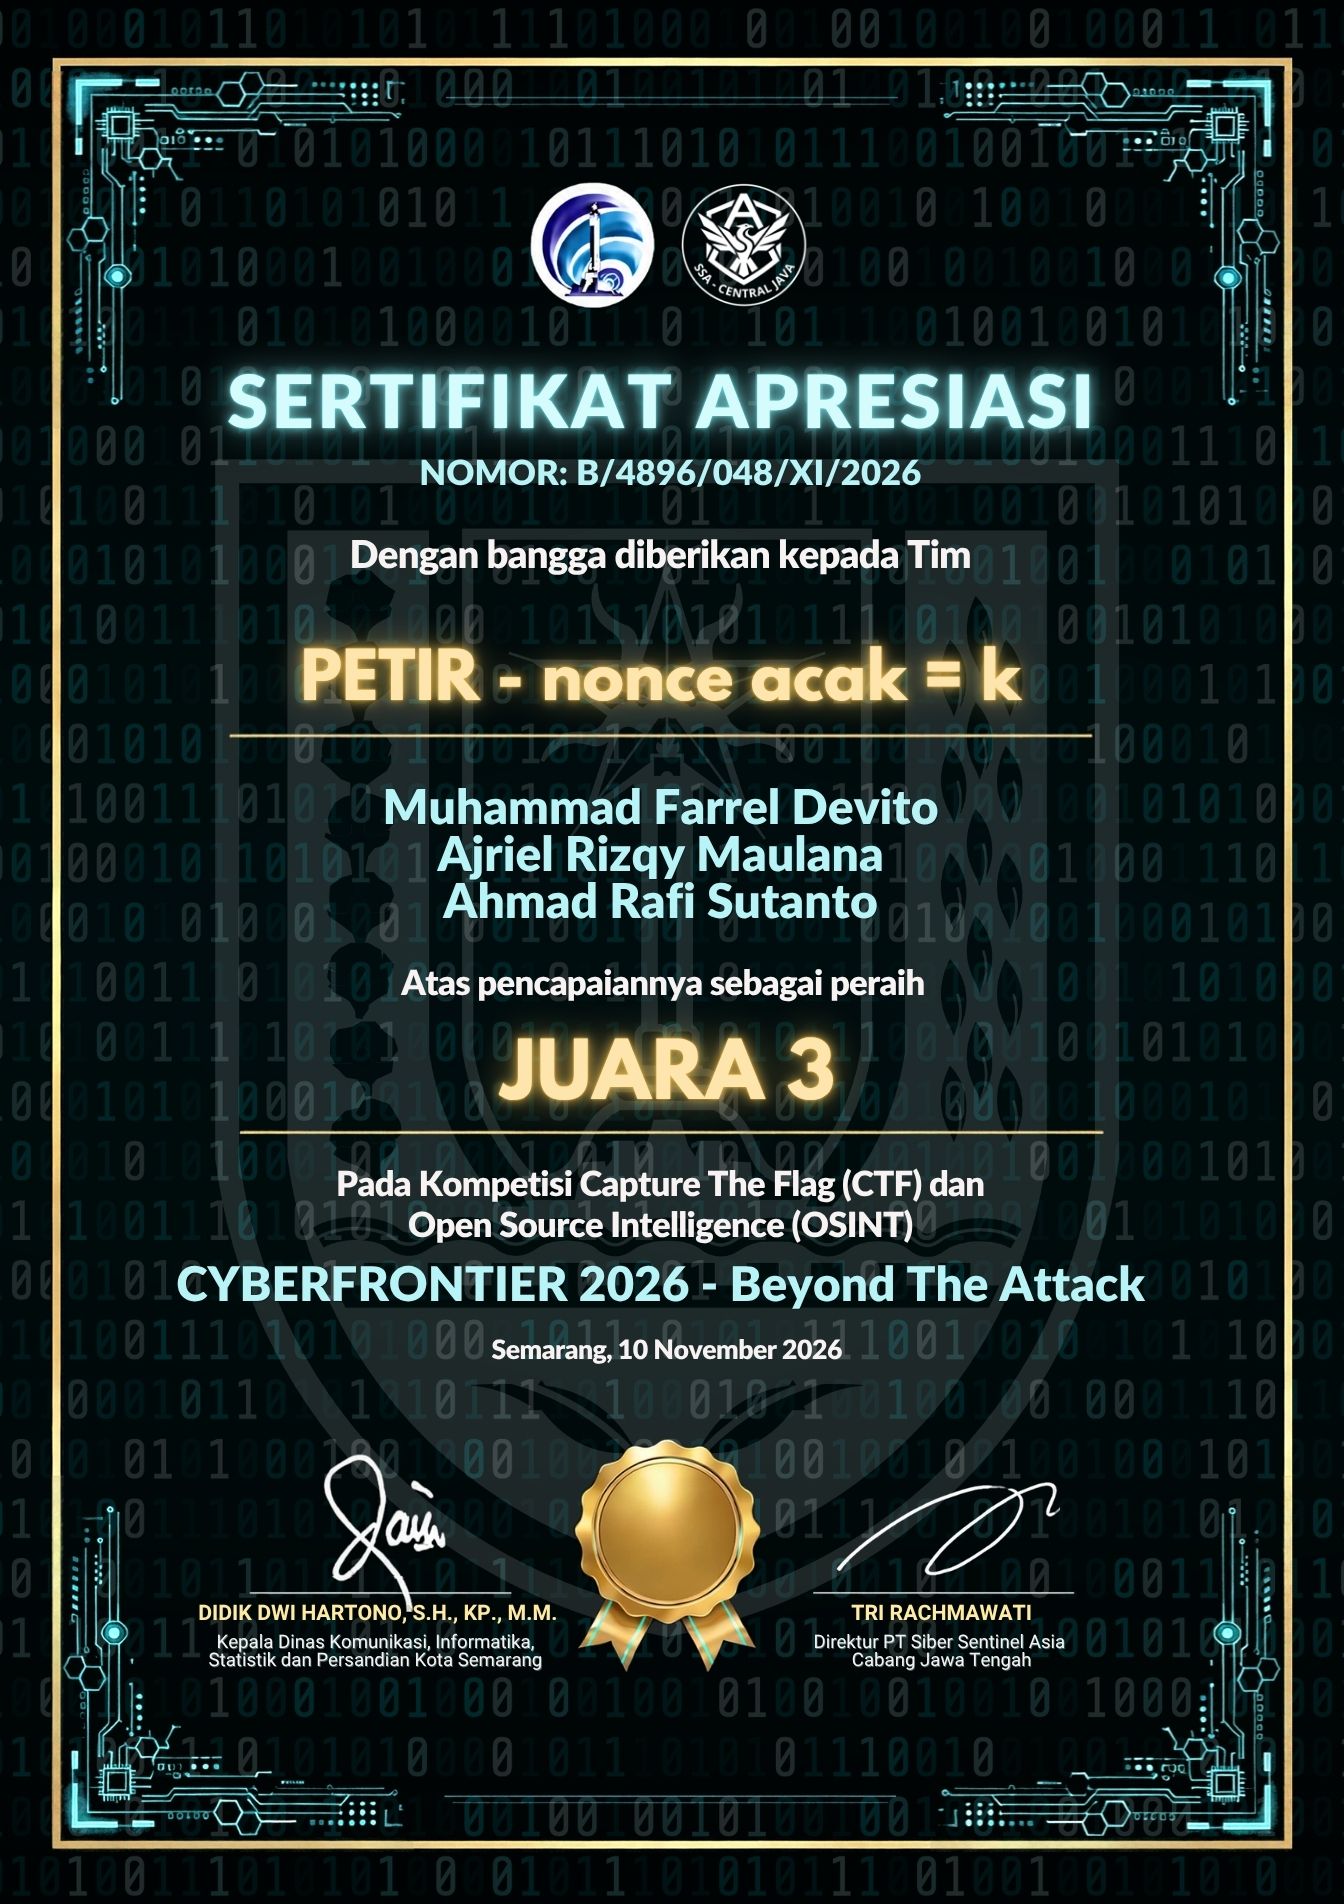 SSA - CENTRAL JAVA
SERTIFIKAT APRESIASI
NOMOR: B/4896/048/XI/2026
Dengan bangga diberikan kepada Tim
PETIR - nonce acak = k
Muhammad Farrel Devito
Ajriel Rizqy Maulana
Ahmad Rafi Sutanto
Atas pencapaiannya sebagai peraih
JUARA 3
Pada Kompetisi Capture The Flag (CTF) dan
Open Source Intelligence (OSINT)
CYBERFRONTIER 2026 - Beyond The Attack
Semarang, 10 November 2026
DIDIK DWI HARTONO, S.H., KP., M.M.
Kepala Dinas Komunikasi, Informatika,
Statistik dan Persandian Kota Semarang
TRI RACHMAWATI
Direktur PT Siber Sentinel Asia
Cabang Jawa Tengah